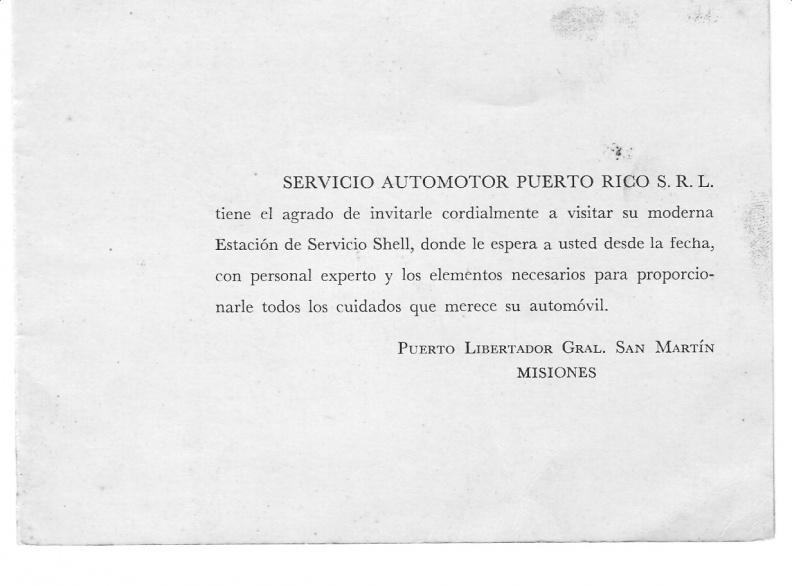 SERVICIO AUTOMOTOR PUERTO RICO S. R. L.
tiene el agrado de invitarle cordialmente a visitar su moderna
Estación de Servicio Shell, donde le espera a usted desde la fecha,
con personal experto y los elementos necesarios para proporcio-
narle todos los cuidados que merece su automóvil.
Puerto Libertador Gral. San Martín
MISIONES